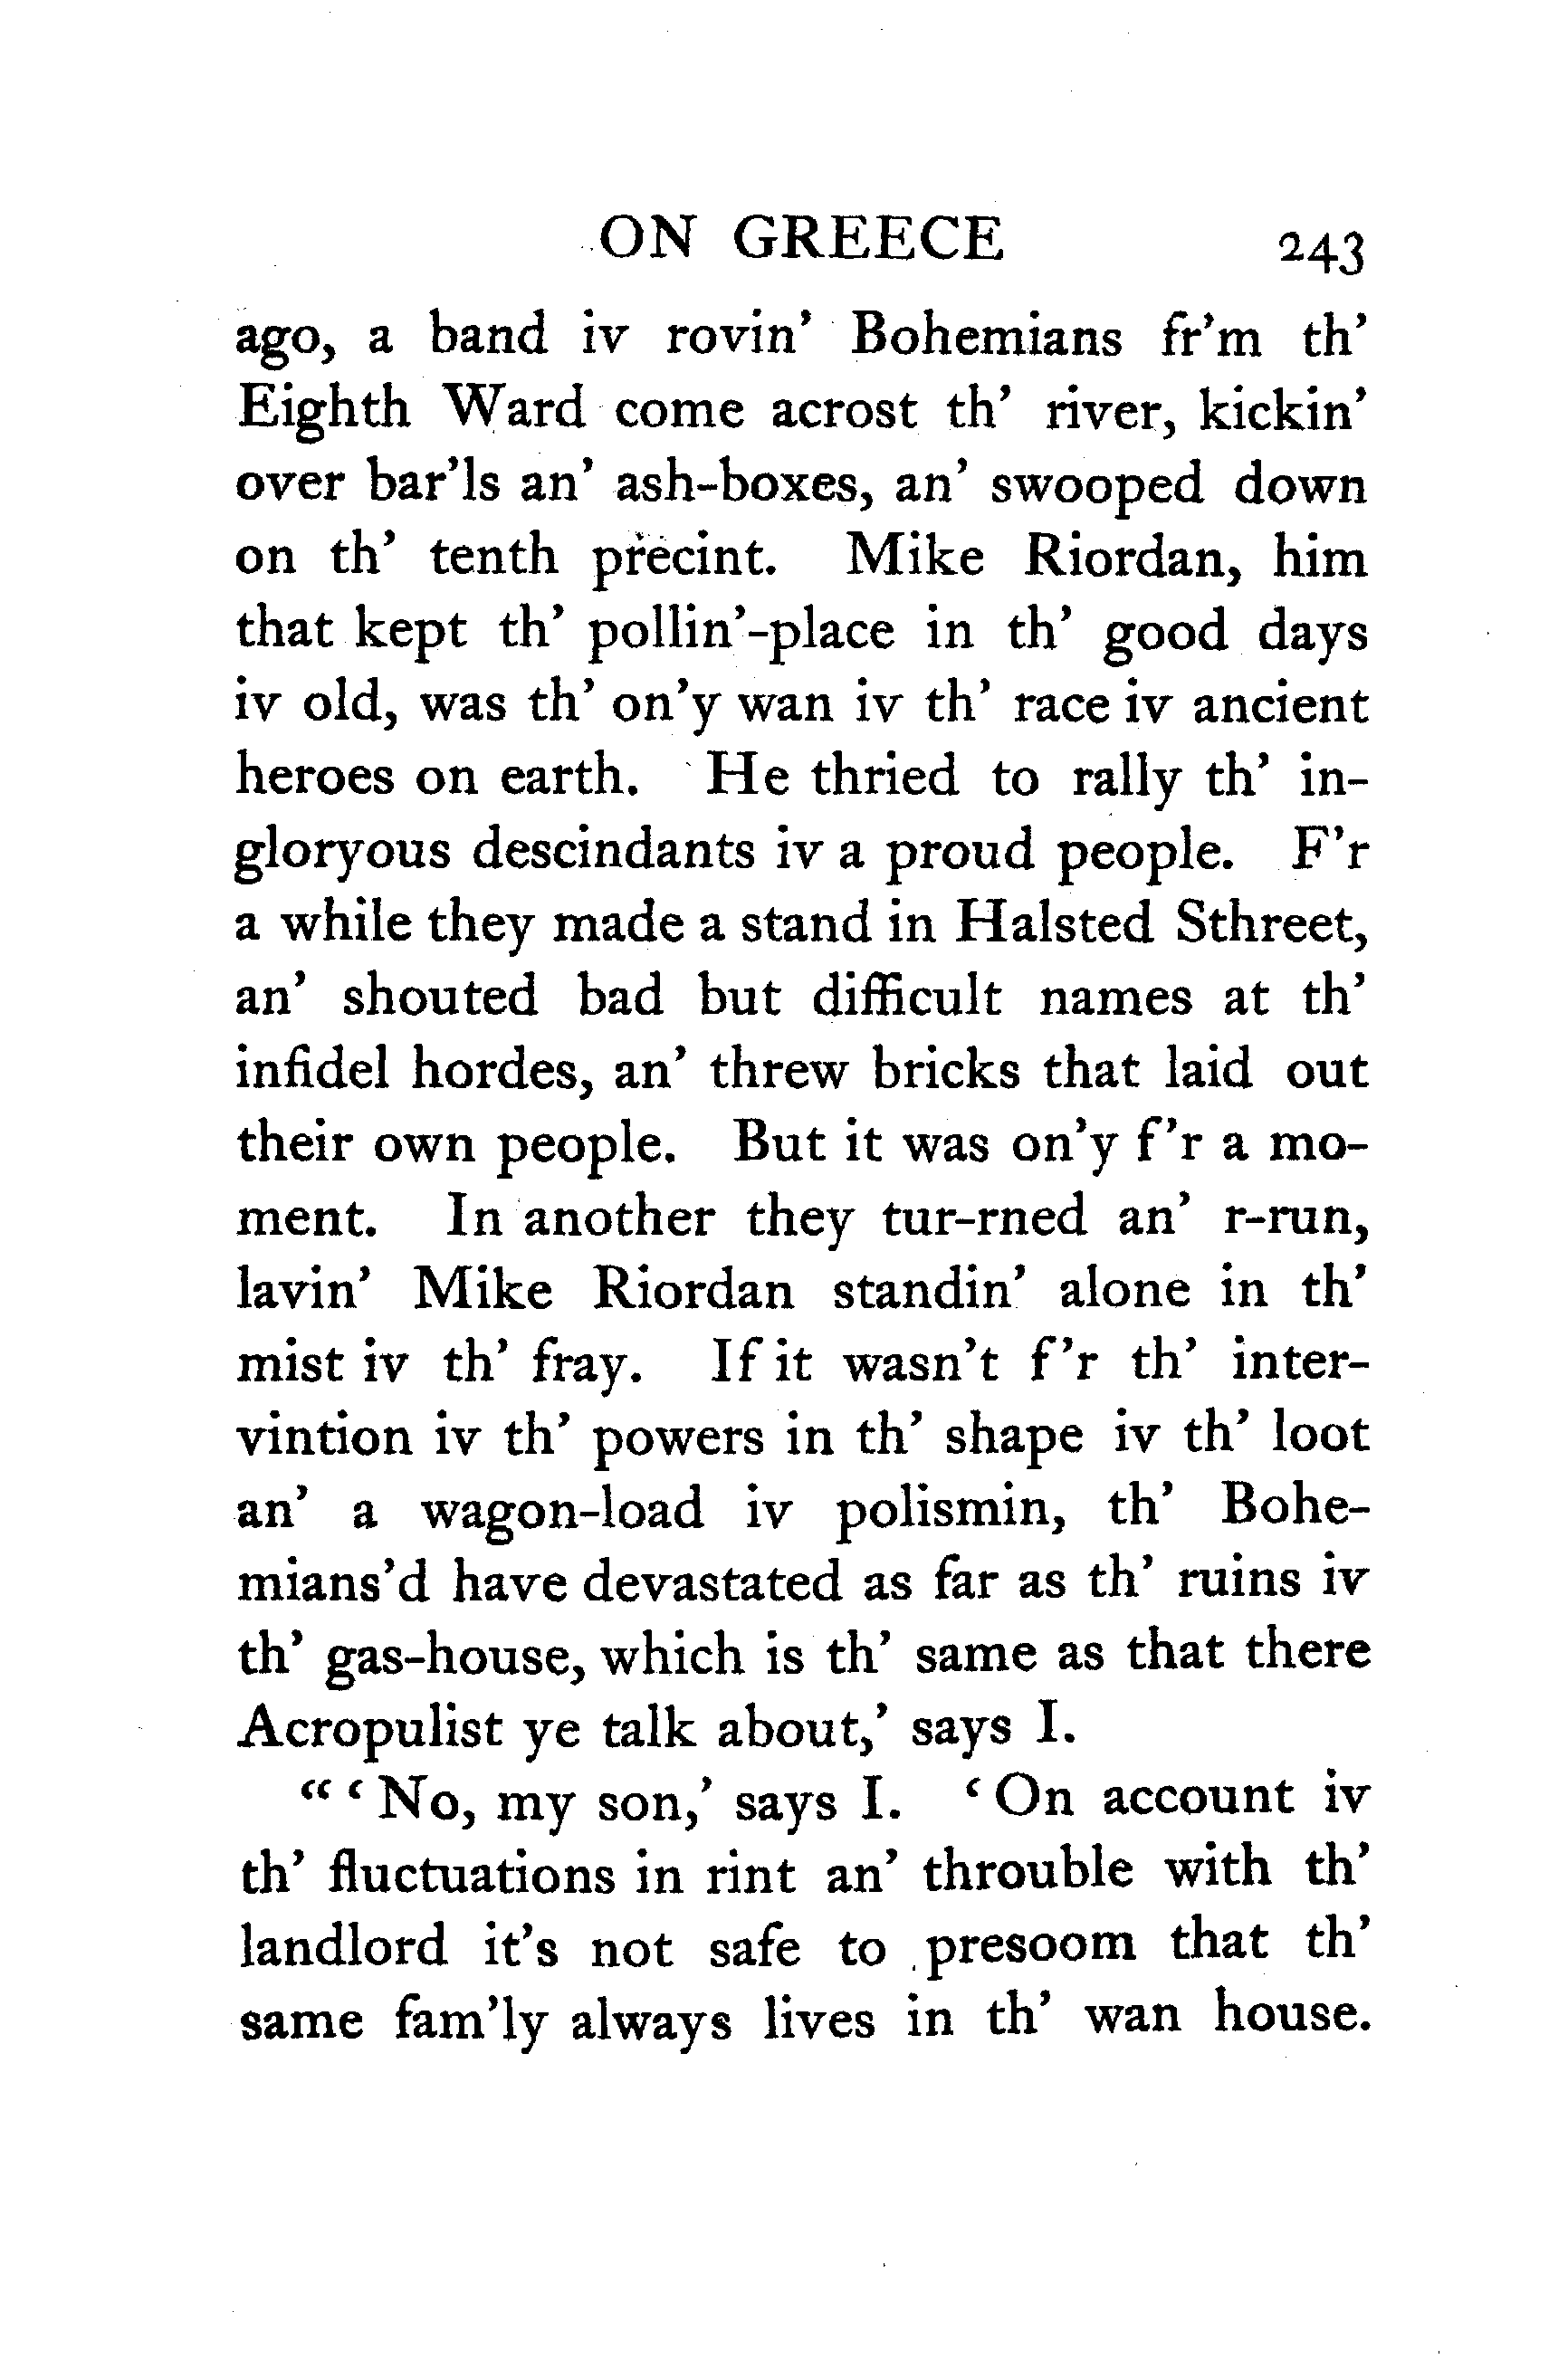 ON GREECE 243
ago, a band iv rovin' Bohemians fr'm th'
Eighth Ward come acrost th' river, kickin'
over bar'ls an' ash-boxes, an' swooped down
on th' tenth precint. Mike Riordan, him
that kept th' pollin'-place in th' good days
iv old, was th' on'y wan iv th' race iv ancient
heroes on earth. He thried to rally th' in-
gloryous descindants iv a proud people. F'r
a while they made a stand in Halsted Sthreet,
an' shouted bad but difficult names at th'
infidel hordes, an' threw bricks that laid out
their own people. But it was on'y f'r a mo-
ment. In another they tur-rned an' r-run,
lavin' Mike Riordan standin' alone in th'
mist iv th' fray. If it wasn't f'r th' inter-
vintion iv th' powers in th' shape iv th' loot
an' a wagon-load iv polismin, th' Bohe-
mians'd have devastated as far as th' ruins iv
th' gas-house, which is th' same as that there
Acropulist ye talk about,' says I.
"'No, my son,' says I. 'On account iv
th' fluctuations in rint an' throuble with th'
landlord it's not safe to presoom that th'
same fam'ly always lives in th' wan house.